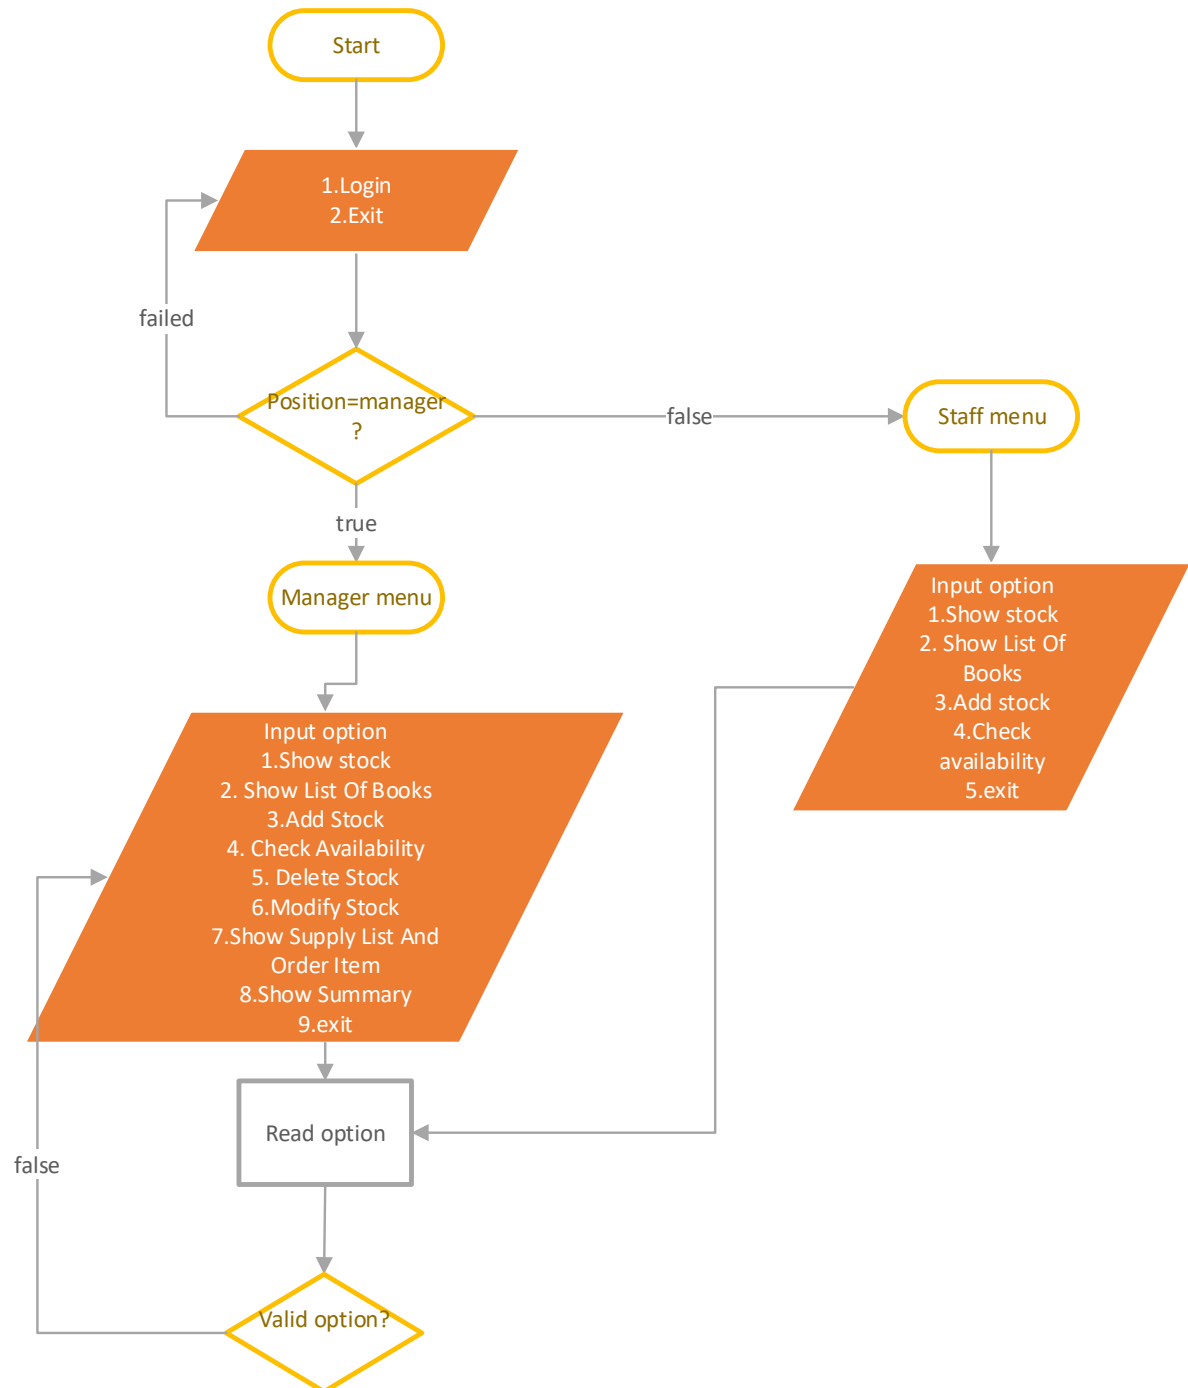 Start
1.Login
2.Exit
failed
Position=manager
?
false
Staff menu
true
Manager menu
Input option
1.Show stock
2. Show List Of
Books
3.Add stock
4.Check
availability
5.exit
Input option
1.Show stock
2. Show List Of Books
3.Add Stock
4. Check Availability
5. Delete Stock
6.Modify Stock
7.Show Supply List And
Order Item
8.Show Summary
9.exit
Read option
false
Valid option?